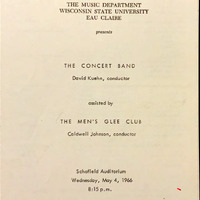 THE MUSIC DEPARTMENT
WISCONSIN STATE UNIVERSITY
EAU CLAIRE
presents
THE CONCERT BAND
David Kuehn, conductor
assisted by
THE MEN'S GLEE CLUB
Caldwell Johnson, conductor
Schofield Auditorium
Wednesday, May 4, 1966
8:15 p.m.